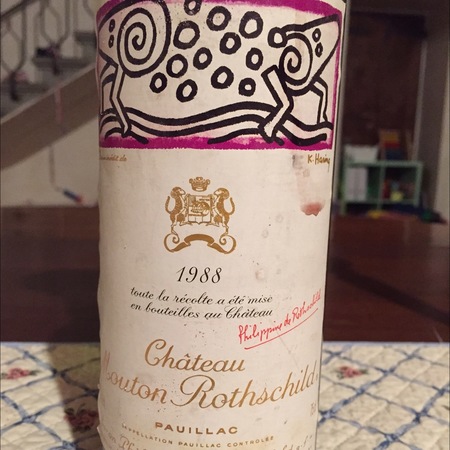 K. Haring
1988
toute la récolte a été mise
en bouteilles au Château
Philippine de Rothschild
Château
Mouton Rothschild
PAUILLAC
APPELLATION PAUILLAC CONTRÔLÉE